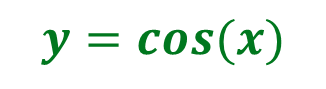 y = cos(x)